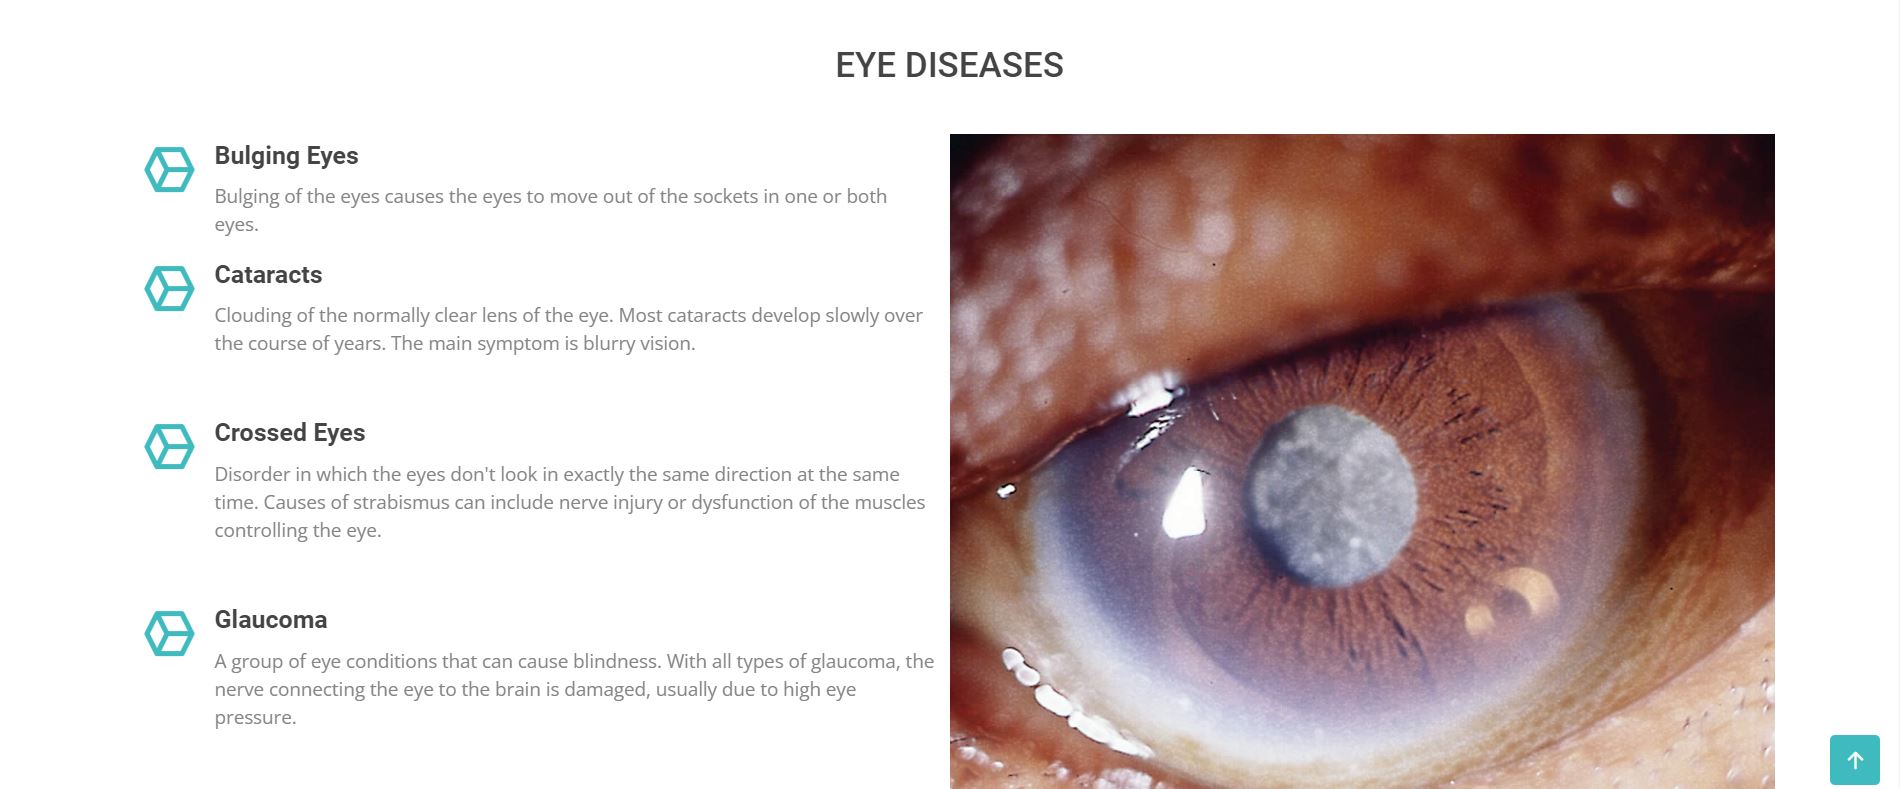 EYE DISEASES
Bulging Eyes
Bulging of the eyes causes the eyes to move out of the sockets in one or both
eyes.
Cataracts
Clouding of the normally clear lens of the eye. Most cataracts develop slowly over
the course of years. The main symptom is blurry vision.
Crossed Eyes
Disorder in which the eyes don't look in exactly the same direction at the same
time. Causes of strabismus can include nerve injury or dysfunction of the muscles
controlling the eye.
Glaucoma
A group of eye conditions that can cause blindness. With all types of glaucoma, the
nerve connecting the eye to the brain is damaged, usually due to high eye
pressure.